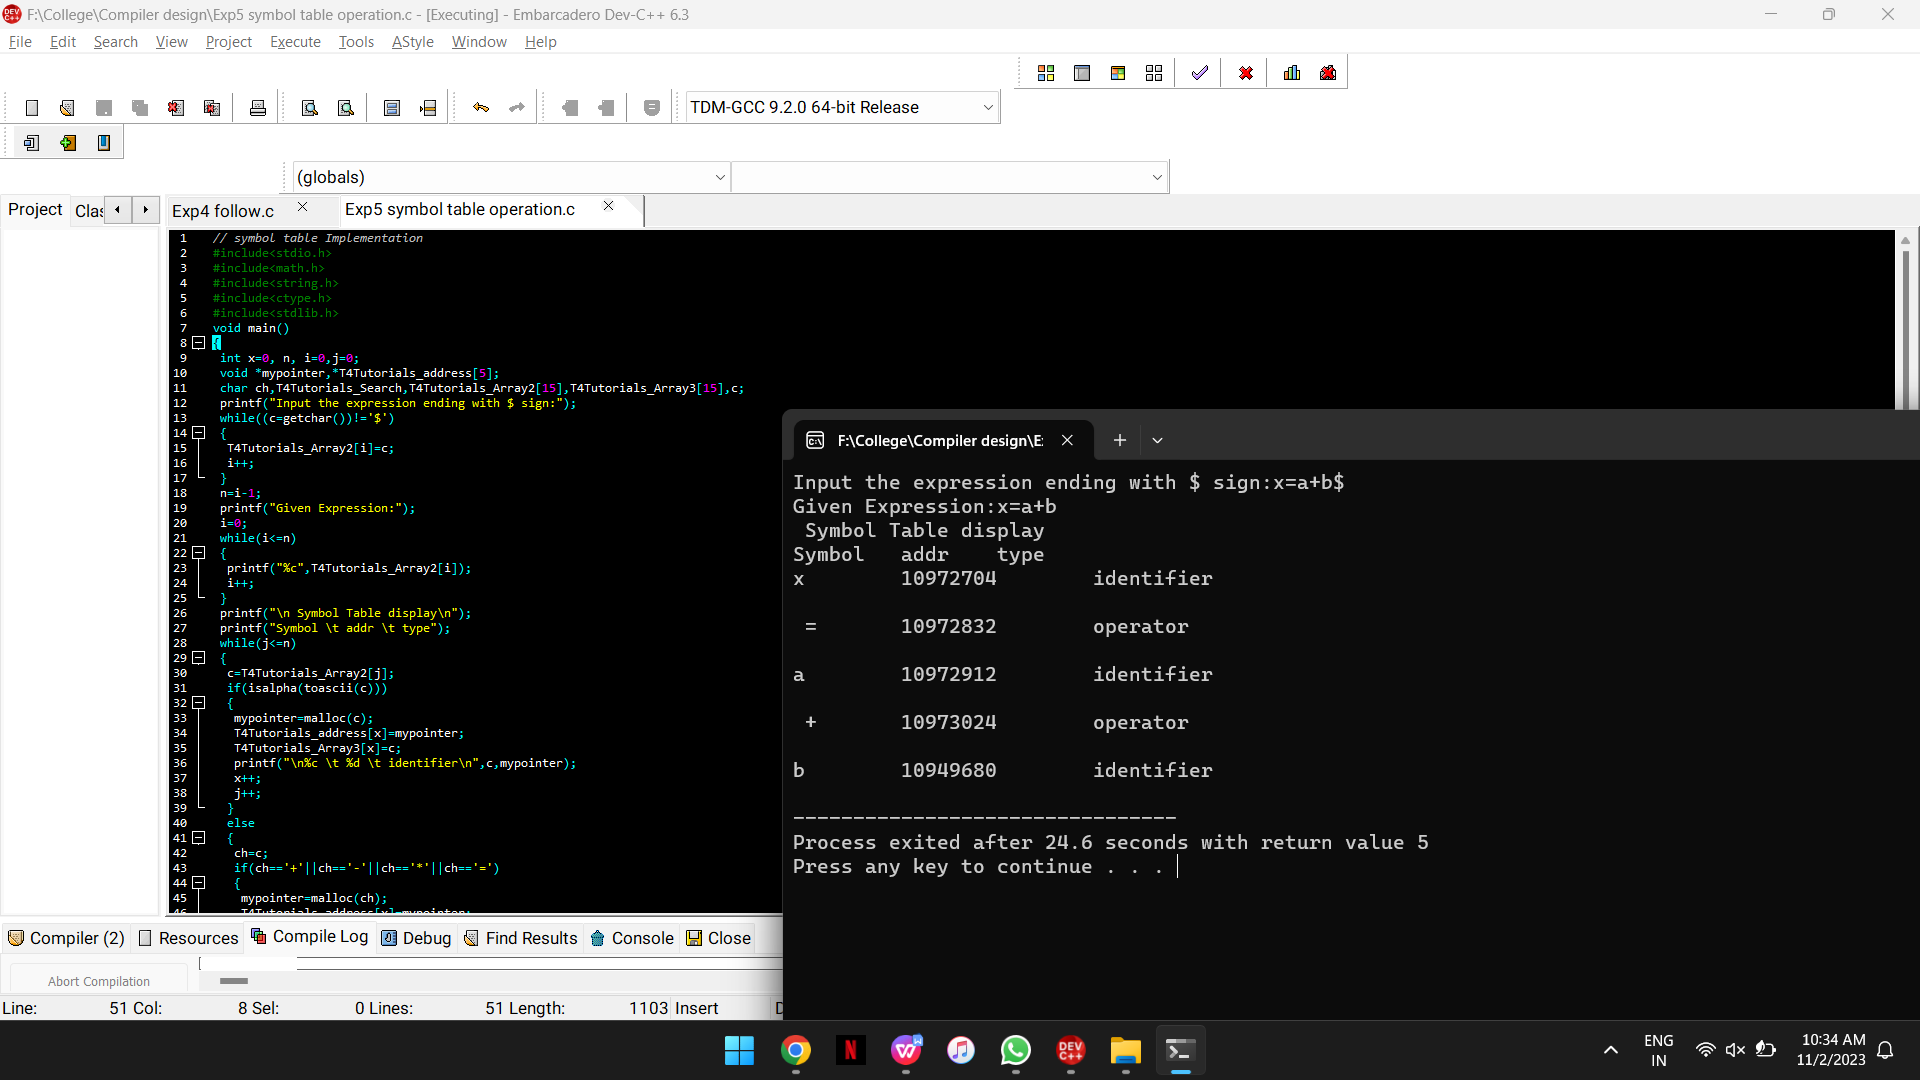 F:\College\Compiler design\Exp5 symbol table operation.c - [Executing] - Embarcadero Dev-C++ 6.3
File Edit Search View Project Execute Tools AStyle Window Help
TDM-GCC 9.2.0 64-bit Release
(globals)
Project Clas
Exp4 follow.c
Exp5 symbol table operation.c
1 // symbol table Implementation
2 #include<stdio.h>
3 #include<math.h>
4 #include<string.h>
5 #include<ctype.h>
6 #include<stdlib.h>
7 void main()
8 {
9 int x=0, n, i=0,j=0;
10 void *mypointer,*T4Tutorials_address[5];
11 char ch,T4Tutorials_Search,T4Tutorials_Array2[15],T4Tutorials_Array3[15],c;
12 printf("Input the expression ending with $ sign:");
13 while((c=getchar())!='$')
14 {
15 T4Tutorials_Array2[i]=c;
16 i++;
17 }
18 n=i-1;
19 printf("Given Expression:");
20 i=0;
21 while(i<=n)
22 {
23 printf("%c",T4Tutorials_Array2[i]);
24 i++;
25 }
26 printf("\n Symbol Table display\n");
27 printf("Symbol \t addr \t type");
28 while(j<=n)
29 {
30 c=T4Tutorials_Array2[j];
31 if(isalpha(toascii(c)))
32 {
33 mypointer=malloc(c);
34 T4Tutorials_address[x]=mypointer;
35 T4Tutorials_Array3[x]=c;
36 printf("\n%c \t %d \t identifier\n",c,mypointer);
37 x++;
38 j++;
39 }
40 else
41 {
42 ch=c;
43 if(ch=='+'||ch=='-'||ch=='*'||ch=='=')
44 {
45 mypointer=malloc(ch);
46 T4Tutorials_address[x]=mypointer;
F:\College\Compiler design\E:
Input the expression ending with $ sign:x=a+b$
Given Expression:x=a+b
Symbol Table display
Symbol addr type
x 10972704 identifier
= 10972832 operator
a 10972912 identifier
+ 10973024 operator
b 10949680 identifier
--------------------------------
Process exited after 24.6 seconds with return value 5
Press any key to continue . . .
Compiler (2) Resources Compile Log Debug Find Results Console Close
Abort Compilation
Line: 51 Col: 8 Sel: 0 Lines: 51 Length: 1103 Insert
ENG
IN
10:34 AM
11/2/2023